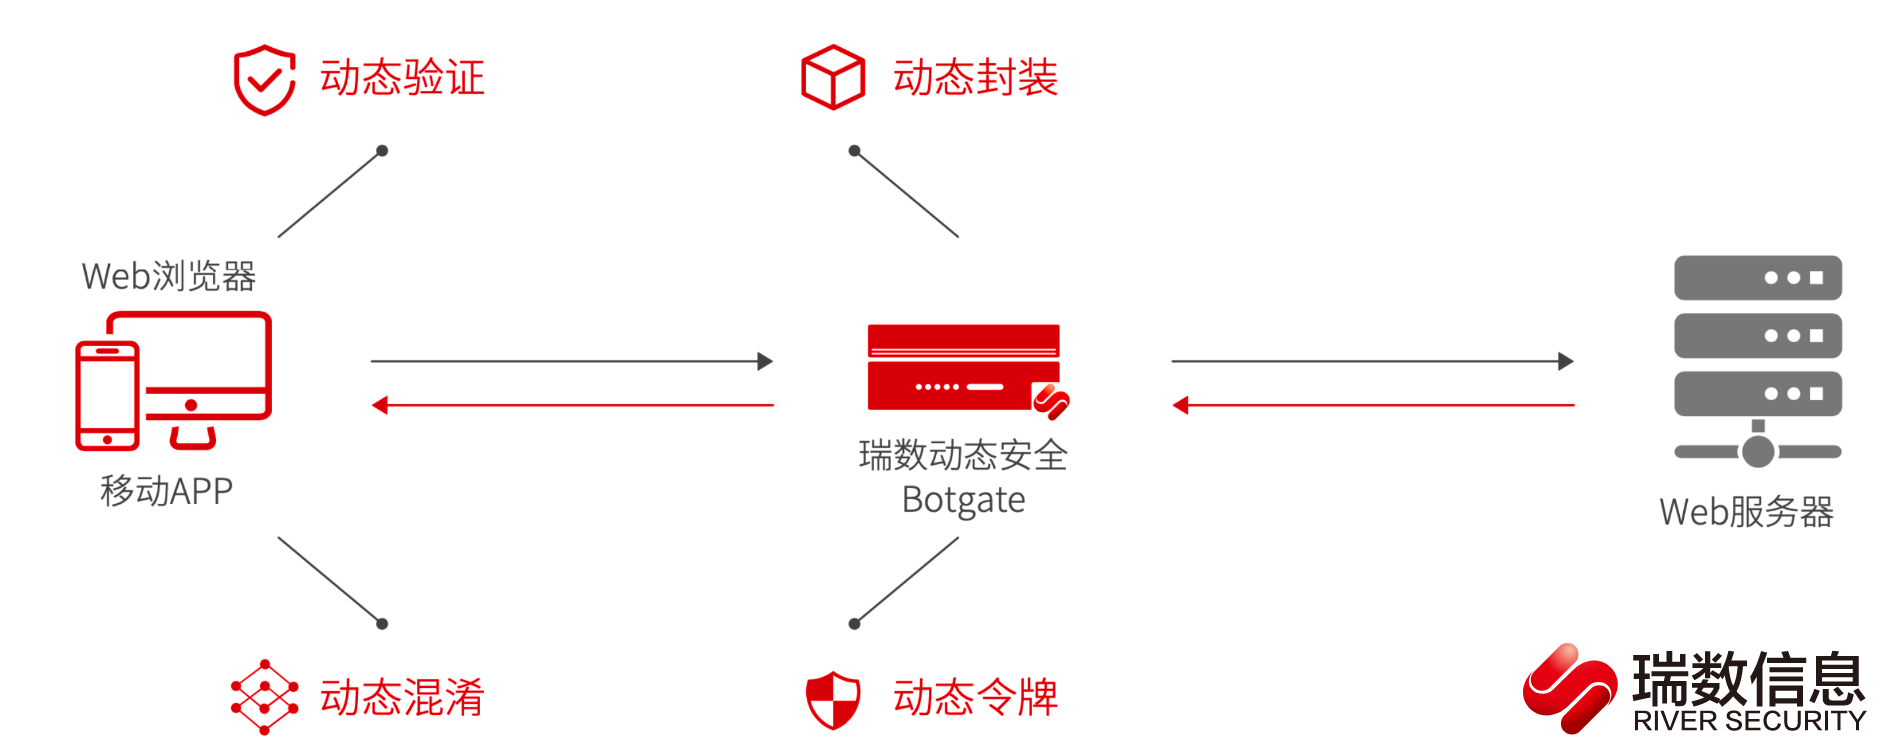 动态验证
动态封装
Web浏览器
移动APP
瑞数动态安全
Botgate
Web服务器
动态混淆
动态令牌
瑞数信息
RIVER SECURITY